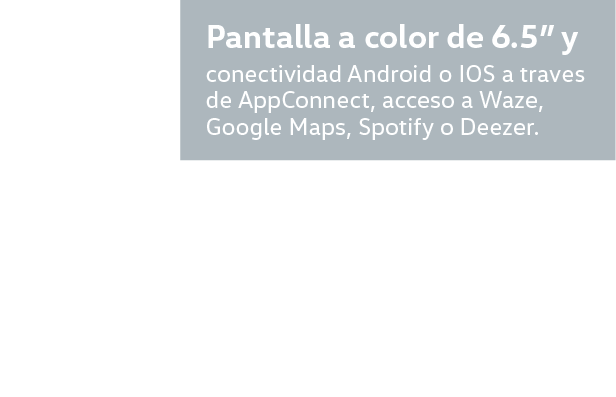 Pantalla a color de 6.5” y
conectividad Android o IOS a traves
de AppConnect, acceso a Waze,
Google Maps, Spotify o Deezer.